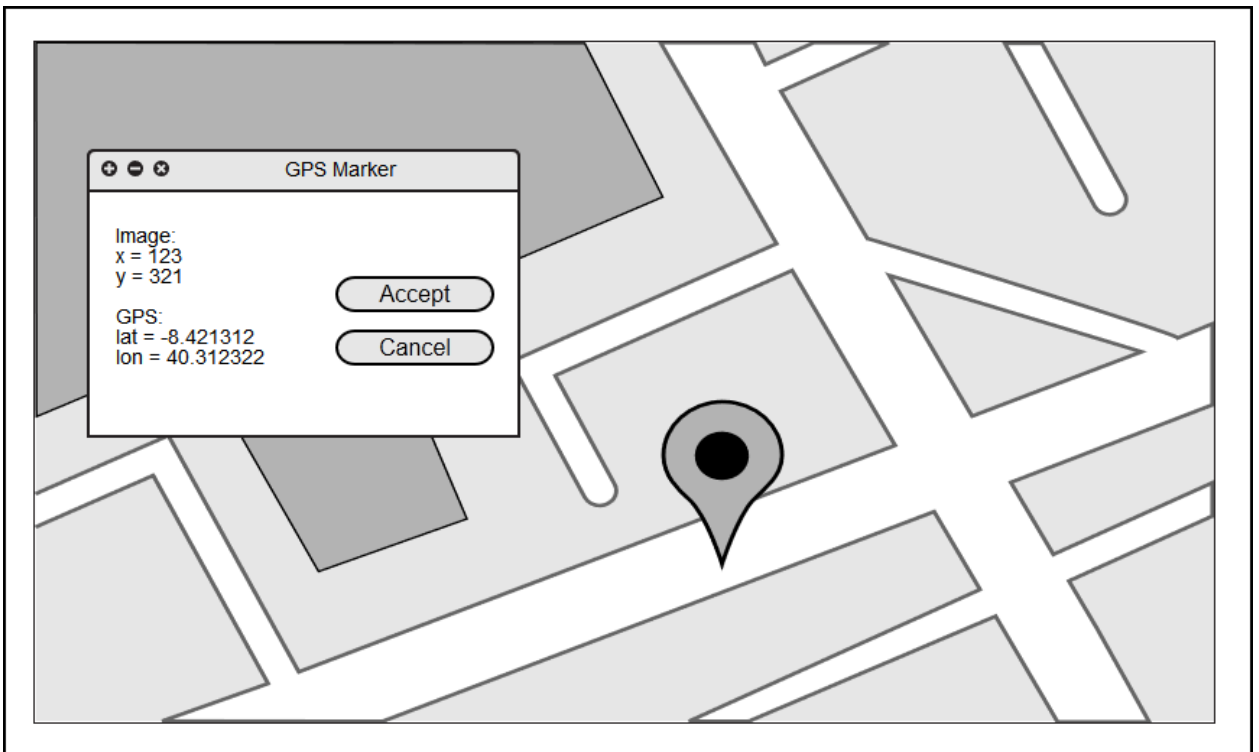 GPS Marker
Image:
x = 123
y = 321
GPS:
lat = -8.421312
lon = 40.312322
Accept
Cancel